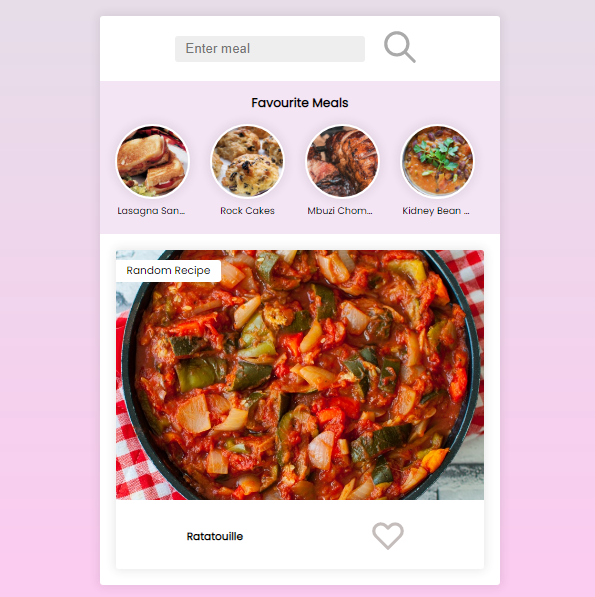 Enter meal
Favourite Meals
Lasagna San...
Rock Cakes
Mbuzi Chom...
Kidney Bean ...
Random Recipe
Ratatouille